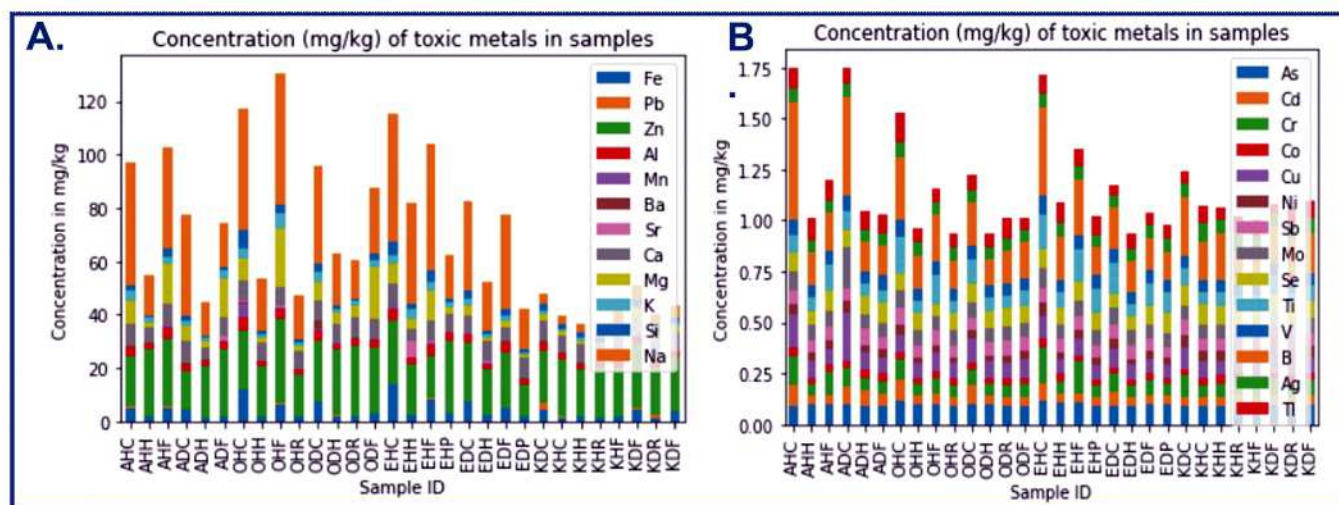 A.
Concentration (mg/kg) of toxic metals in samples
Concentration in mg/kg
120
100
80
60
40
20
0
Fe
Pb
Zn
Al
Mn
Ba
Sr
Ca
Mg
K
Si
Na
AHC AHH AHF ADC ADH ADF OHC OHH OHF OHR ODC ODH ODR ODF EHC EHH EHF EHP EDC EDH EDF EDP KDC KHC KHH KHR KHF KDF KDR KDF
Sample ID
B
.
Concentration (mg/kg) of toxic metals in samples
Concentration in mg/kg
1.75
1.50
1.25
1.00
0.75
0.50
0.25
0.00
As
Cd
Cr
Co
Cu
Ni
Sb
Mo
Se
Ti
V
B
Ag
Tl
AHC AHH AHF ADC ADH ADF OHC OHH OHF OHR ODC ODH ODR ODF EHC EHH EHF EHP EDC EDH EDF EDP KDC KHC KHH KHR KHF KDF KDR KDF
Sample ID